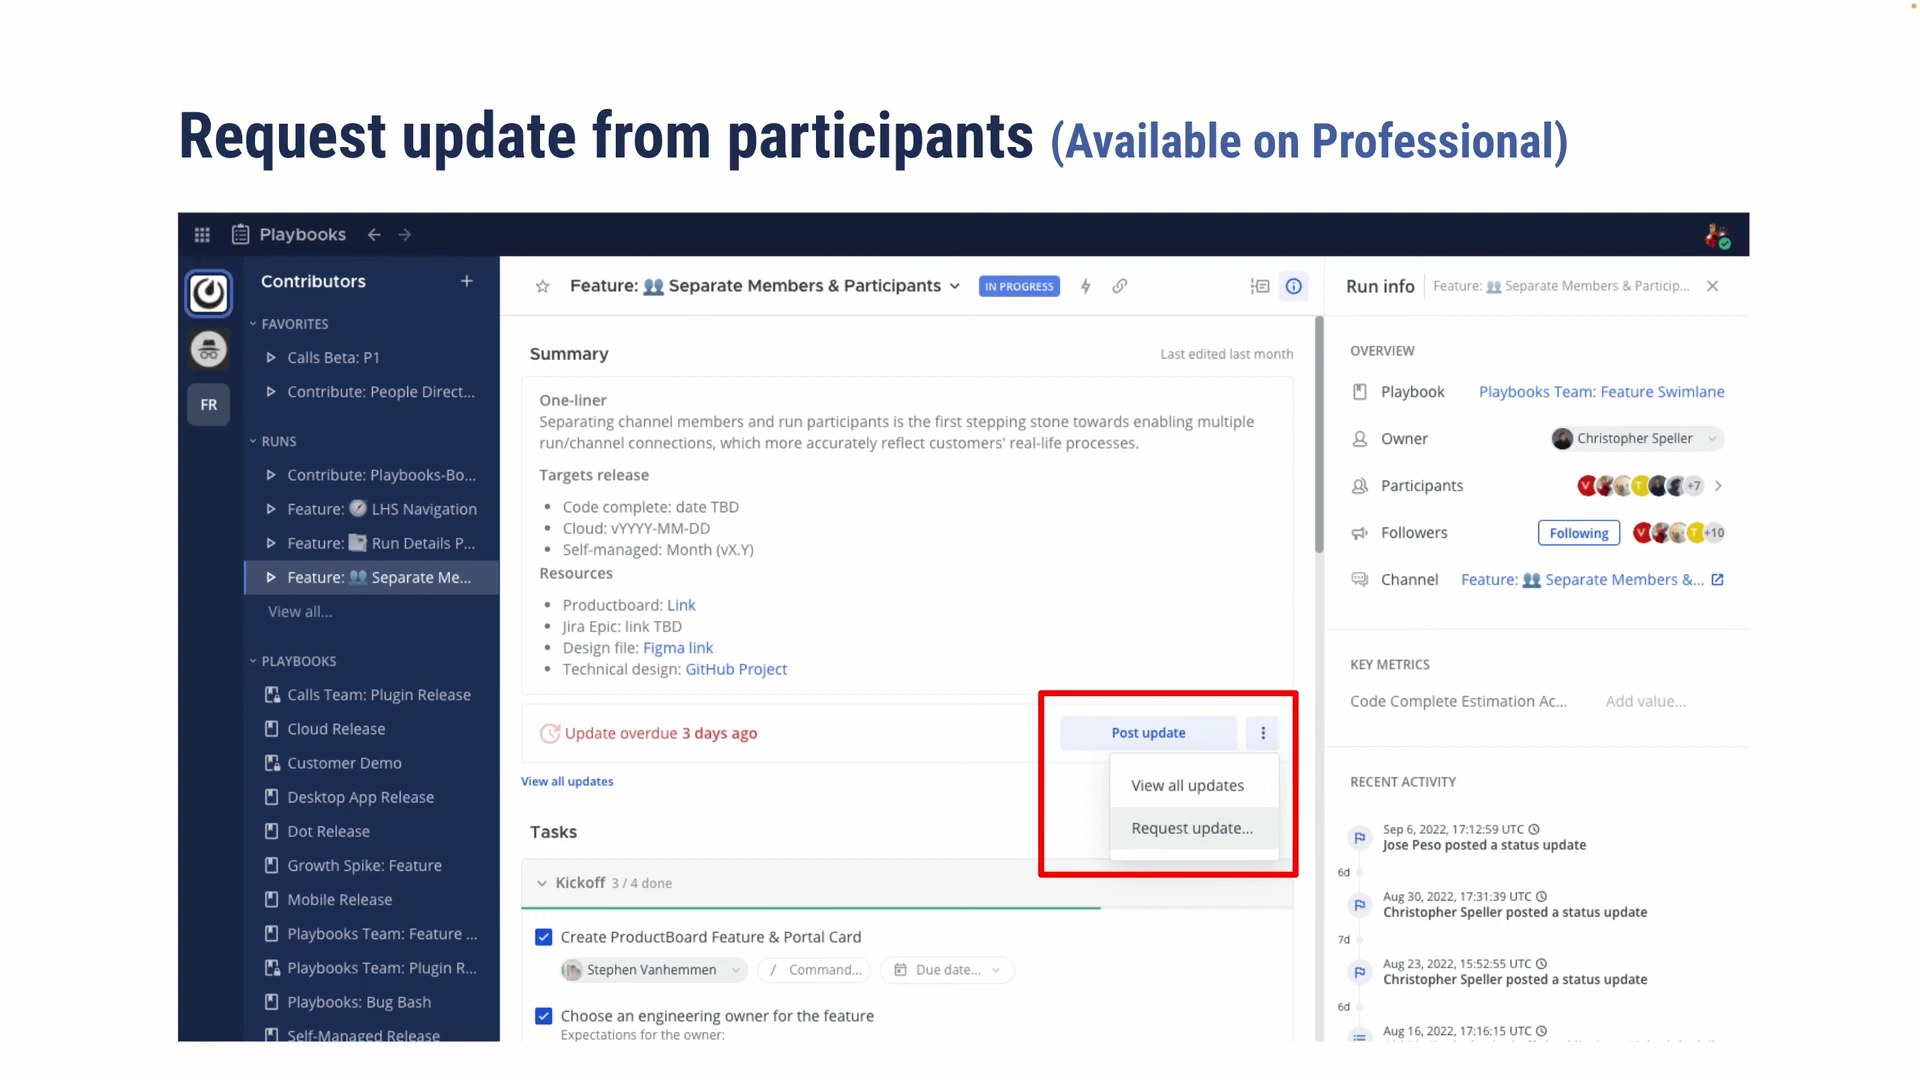 Request update from participants (Available on Professional)
Playbooks
Contributors
FAVORITES
Calls Beta: P1
Contribute: People Direct...
FR
RUNS
Contribute: Playbooks-Bo...
Feature: LHS Navigation
Feature: Run Details P...
Feature: Separate Me...
View all...
PLAYBOOKS
Calls Team: Plugin Release
Cloud Release
Customer Demo
Desktop App Release
Dot Release
Growth Spike: Feature
Mobile Release
Playbooks Team: Feature ...
Playbooks Team: Plugin R...
Playbooks: Bug Bash
Self-Managed Release
Feature: 👥 Separate Members & Participants
IN PROGRESS
Summary
Last edited last month
One-liner
Separating channel members and run participants is the first stepping stone towards enabling multiple
run/channel connections, which more accurately reflect customers' real-life processes.
Targets release
• Code complete: date TBD
• Cloud: vYYYY-MM-DD
• Self-managed: Month (vX.Y)
Resources
• Productboard: Link
• Jira Epic: link TBD
• Design file: Figma link
• Technical design: GitHub Project
Update overdue 3 days ago
Post update
View all updates
View all updates
Request update...
Tasks
Kickoff 3 / 4 done
Create ProductBoard Feature & Portal Card
Stephen Vanhemmen
/ Command...
Due date...
Choose an engineering owner for the feature
Expectations for the owner:
Run info
Feature: 👥 Separate Members & Particip...
OVERVIEW
Playbook
Playbooks Team: Feature Swimlane
Owner
Christopher Speller
Participants
V
T
+7
Followers
Following
V
T
+10
Channel
Feature: 👥 Separate Members &...
KEY METRICS
Code Complete Estimation Ac...
Add value...
RECENT ACTIVITY
Sep 6, 2022, 17:12:59 UTC
Jose Peso posted a status update
6d
Aug 30, 2022, 17:31:39 UTC
Christopher Speller posted a status update
7d
Aug 23, 2022, 15:52:55 UTC
Christopher Speller posted a status update
6d
Aug 16, 2022, 17:16:15 UTC